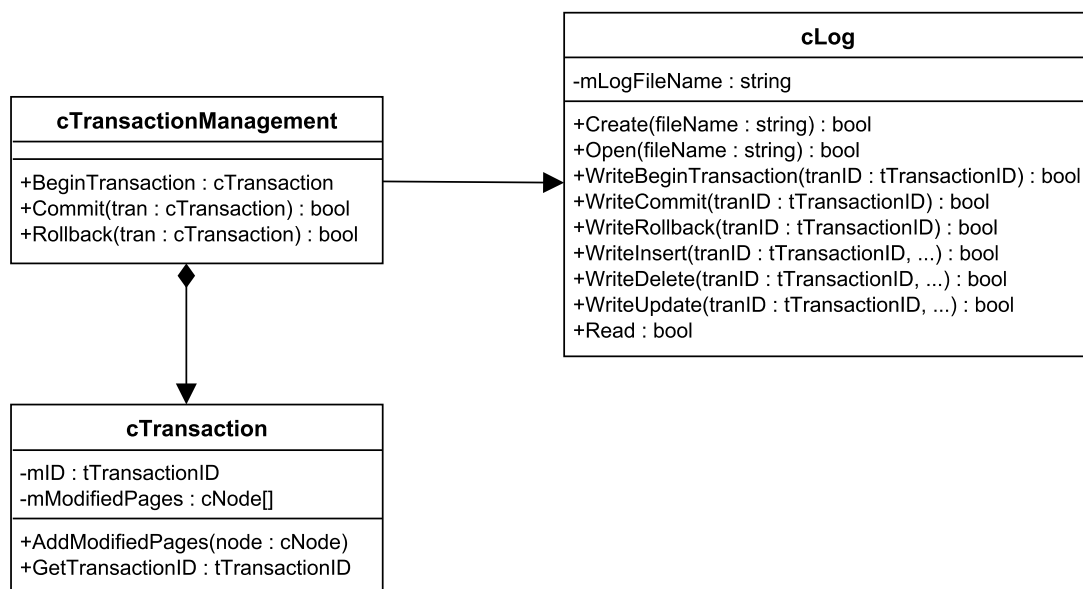 cLog
-mLogFileName : string
+Create(fileName : string) : bool
+Open(fileName : string) : bool
+WriteBeginTransaction(tranID : tTransactionID) : bool
+WriteCommit(tranID : tTransactionID) : bool
+WriteRollback(tranID : tTransactionID) : bool
+WriteInsert(tranID : tTransactionID, ...) : bool
+WriteDelete(tranID : tTransactionID, ...) : bool
+WriteUpdate(tranID : tTransactionID, ...) : bool
+Read : bool
cTransactionManagement
+BeginTransaction : cTransaction
+Commit(tran : cTransaction) : bool
+Rollback(tran : cTransaction) : bool
cTransaction
-mID : tTransactionID
-mModifiedPages : cNode[]
+AddModifiedPages(node : cNode)
+GetTransactionID : tTransactionID